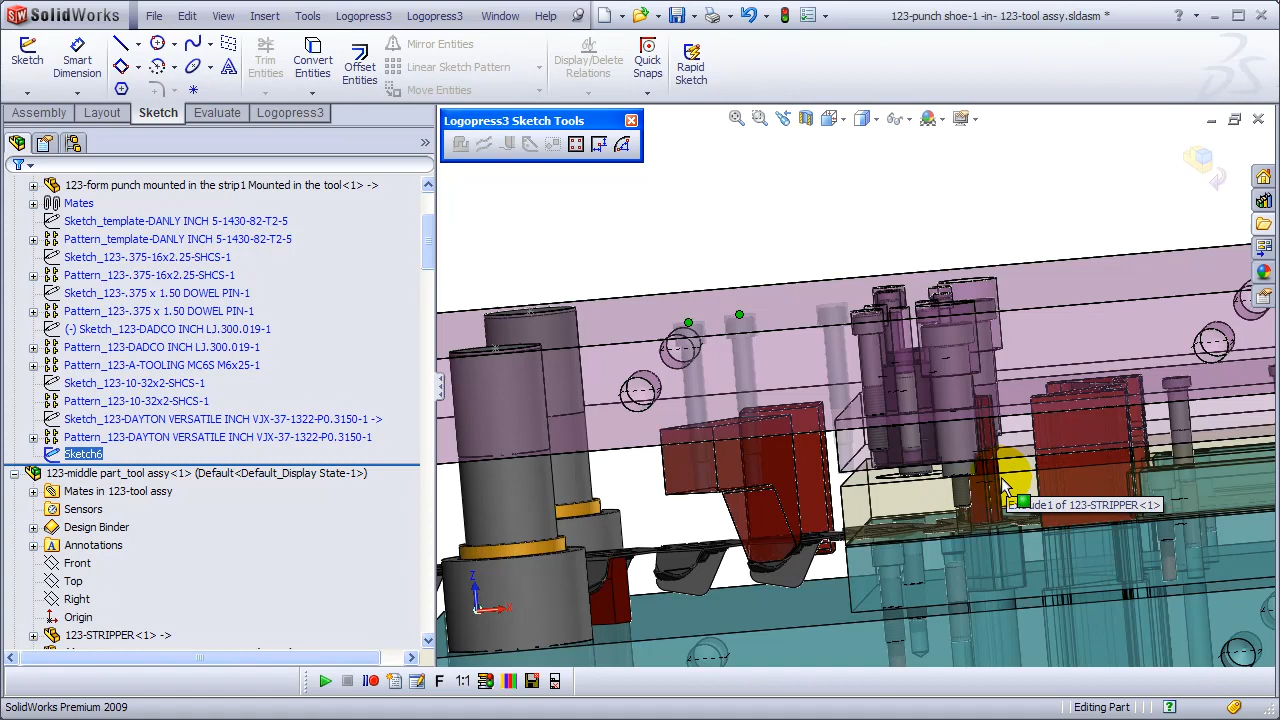 SolidWorks File Edit View Insert Tools Logopress3 Logopress3 Window Help 123-punch shoe-1 -in- 123-tool assy.sldasm *
Sketch Smart Dimension Trim Entities Convert Entities Offset Entities Mirror Entities Linear Sketch Pattern Move Entities Display/Delete Relations Quick Snaps Rapid Sketch
Assembly Layout Sketch Evaluate Logopress3
Logopress3 Sketch Tools
123-form punch mounted in the strip1 Mounted in the tool<1> ->
Mates
Sketch_template-DANLY INCH 5-1430-82-T2-5
Pattern_template-DANLY INCH 5-1430-82-T2-5
Sketch_123-.375-16x2.25-SHCS-1
Pattern_123-.375-16x2.25-SHCS-1
Sketch_123-.375 x 1.50 DOWEL PIN-1
Pattern_123-.375 x 1.50 DOWEL PIN-1
(-) Sketch_123-DADCO INCH LJ.300.019-1
Pattern_123-DADCO INCH LJ.300.019-1
Pattern_123-A-TOOLING MC6S M6x25-1
Sketch_123-10-32x2-SHCS-1
Pattern_123-10-32x2-SHCS-1
Sketch_123-DAYTON VERSATILE INCH VJX-37-1322-P0.3150-1 ->
Pattern_123-DAYTON VERSATILE INCH VJX-37-1322-P0.3150-1
Sketch6
123-middle part_tool assy<1> (Default<Default_Display State-1>)
Mates in 123-tool assy
Sensors
Design Binder
Annotations
Front
Top
Right
Origin
123-STRIPPER<1> ->
Extrude1 of 123-STRIPPER<1>
Z
X
F 1:1
SolidWorks Premium 2009 Editing Part